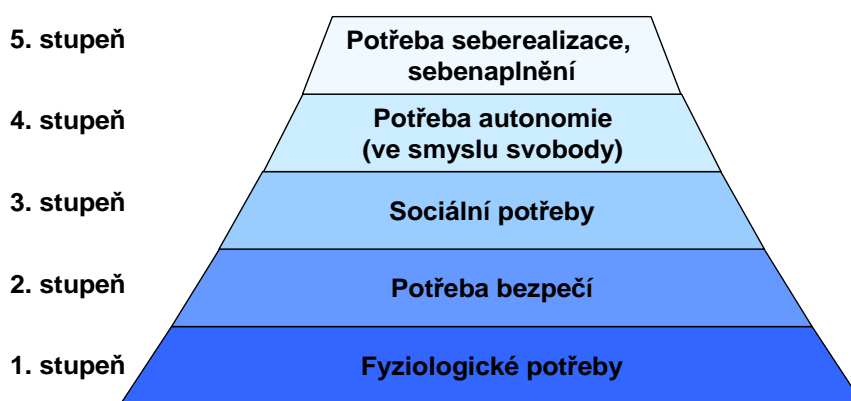 5. stupeň
Potřeba seberealizace,
sebenaplnění
4. stupeň
Potřeba autonomie
(ve smyslu svobody)
3. stupeň
Sociální potřeby
2. stupeň
Potřeba bezpečí
1. stupeň
Fyziologické potřeby